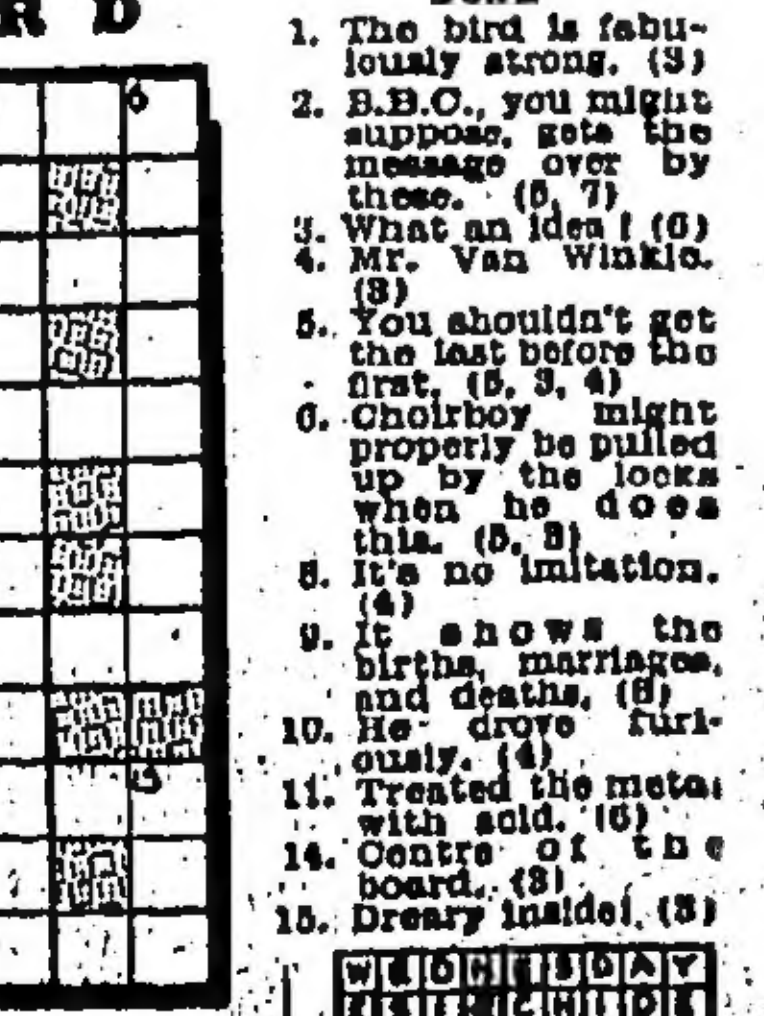 R D
6
1. The bird is fabu-
lously strong. (3)
2. B.B.C., you might
suppose, gets the
message over by
these. (5, 7)
3. What an idea! (6)
4. Mr. Van Winkle.
(3)
5. You shouldn't get
the last before the
first. (5, 3, 4)
6. Choirboy might
properly be pulled
up by the locks
when he does
this. (5, 3)
8. It's no imitation.
(4)
9. It shows the
births, marriages,
and deaths. (8)
10. He drove furi-
ously. (4)
11. Treated the metal
with acid. (6)
14. Centre of the
board. (3)
15. Dreary inside! (3)